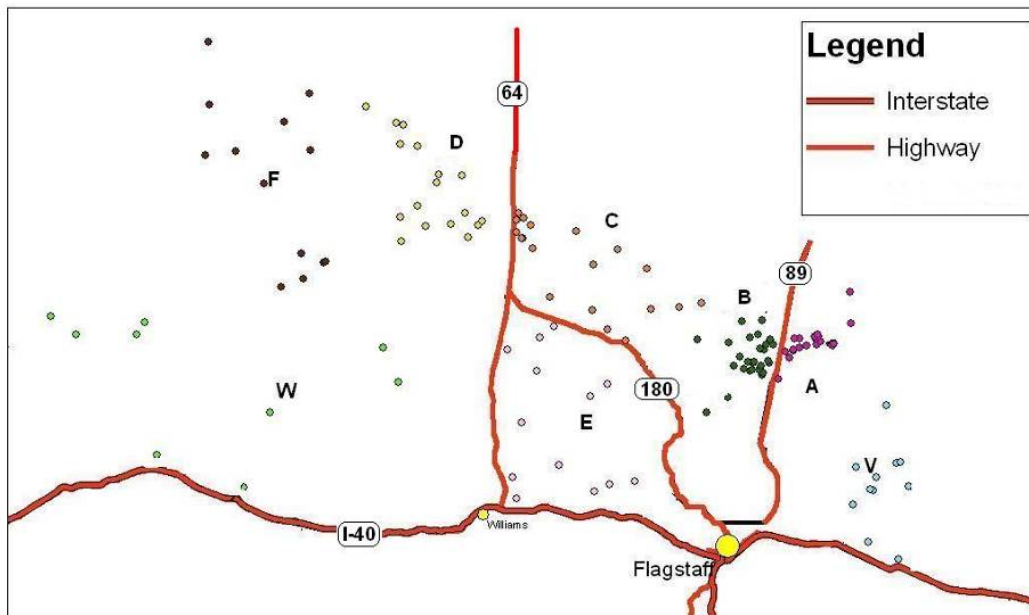 Legend
Interstate
Highway
64
D
F
C
89
B
A
W
180
E
V
I-40
Williams
Flagstaff